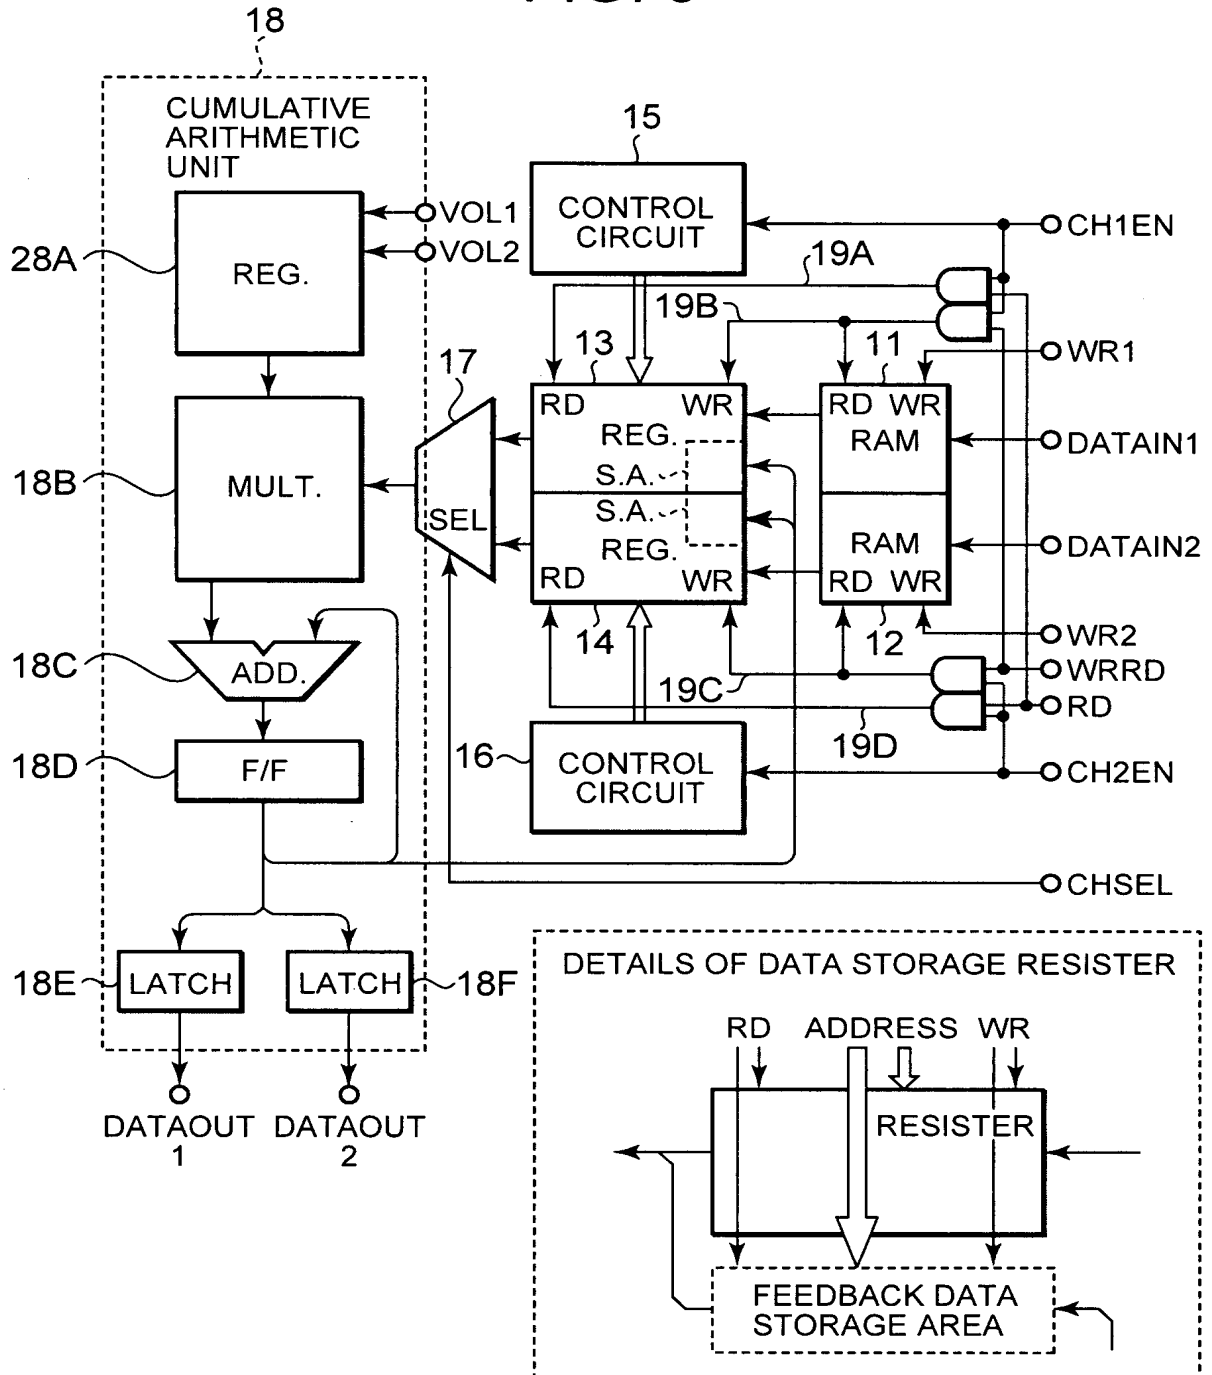 18
CUMULATIVE
ARITHMETIC
UNIT
28A
REG.
VOL1
VOL2
18B
MULT.
18C
ADD.
18D
F/F
18E
LATCH
LATCH
18F
DATAOUT
1
DATAOUT
2
17
SEL
15
CONTROL
CIRCUIT
19A
19B
13
RD
WR
REG.
S.A.
S.A.
REG.
RD
WR
14
11
RD WR
RAM
RAM
RD WR
12
19C
19D
16
CONTROL
CIRCUIT
CH1EN
WR1
DATAIN1
DATAIN2
WR2
WRRD
RD
CH2EN
CHSEL
DETAILS OF DATA STORAGE RESISTER
RD ADDRESS WR
RESISTER
FEEDBACK DATA
STORAGE AREA